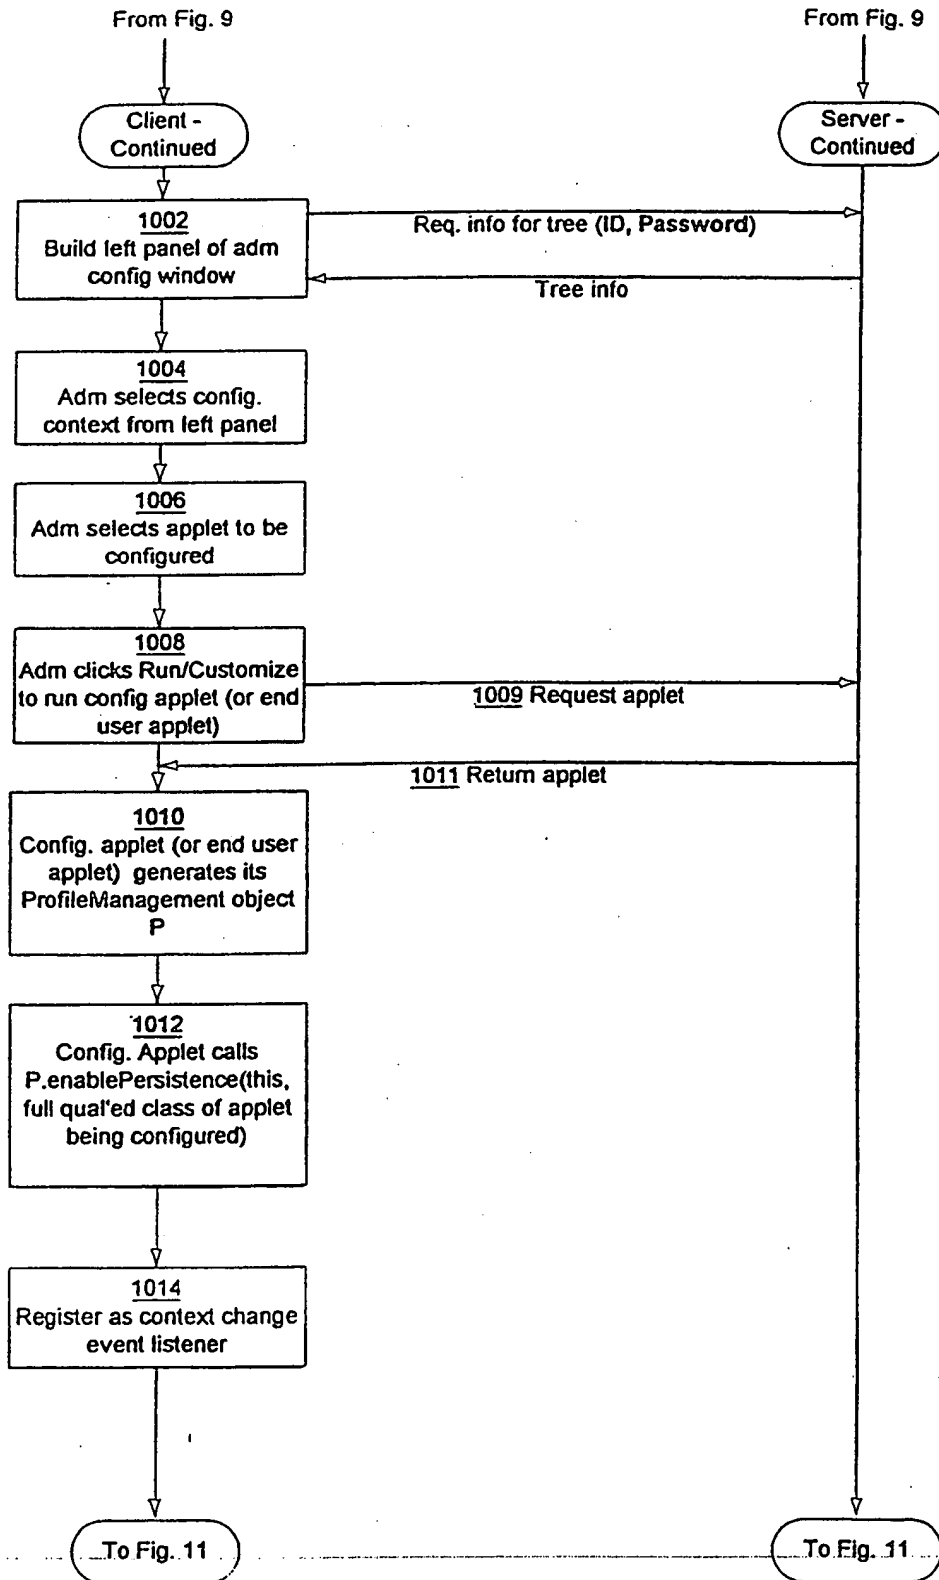 From Fig. 9
From Fig. 9
Client -
Continued
Server -
Continued
1002
Build left panel of adm
config window
Req. info for tree (ID, Password)
Tree info
1004
Adm selects config.
context from left panel
1006
Adm selects applet to be
configured
1008
Adm clicks Run/Customize
to run config applet (or end
user applet)
1009 Request applet
1011 Return applet
1010
Config. applet (or end user
applet) generates its
ProfileManagement object
P
1012
Config. Applet calls
P.enablePersistence(this,
full qual'ed class of applet
being configured)
1014
Register as context change
event listener
To Fig. 11
To Fig. 11